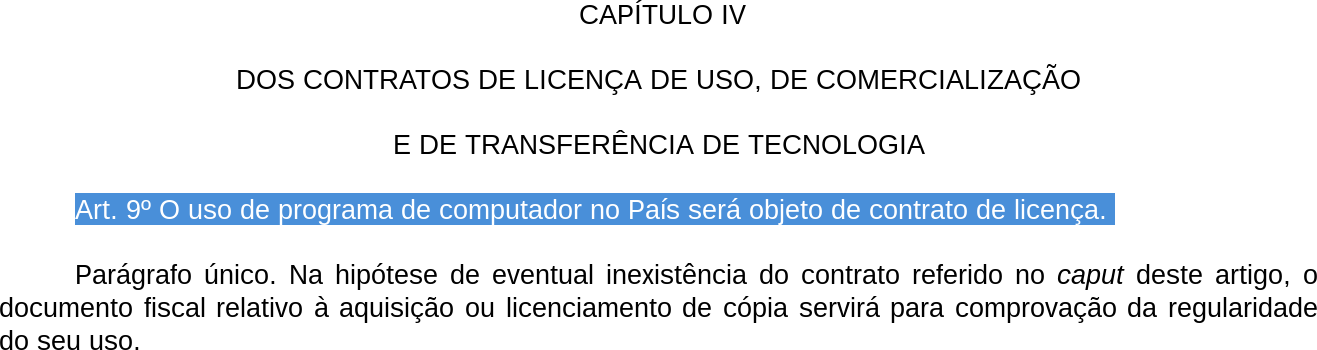 CAPÍTULO IV
DOS CONTRATOS DE LICENÇA DE USO, DE COMERCIALIZAÇÃO
E DE TRANSFERÊNCIA DE TECNOLOGIA
Art. 9º O uso de programa de computador no País será objeto de contrato de licença.
Parágrafo único. Na hipótese de eventual inexistência do contrato referido no caput deste artigo, o
documento fiscal relativo à aquisição ou licenciamento de cópia servirá para comprovação da regularidade
do seu uso.